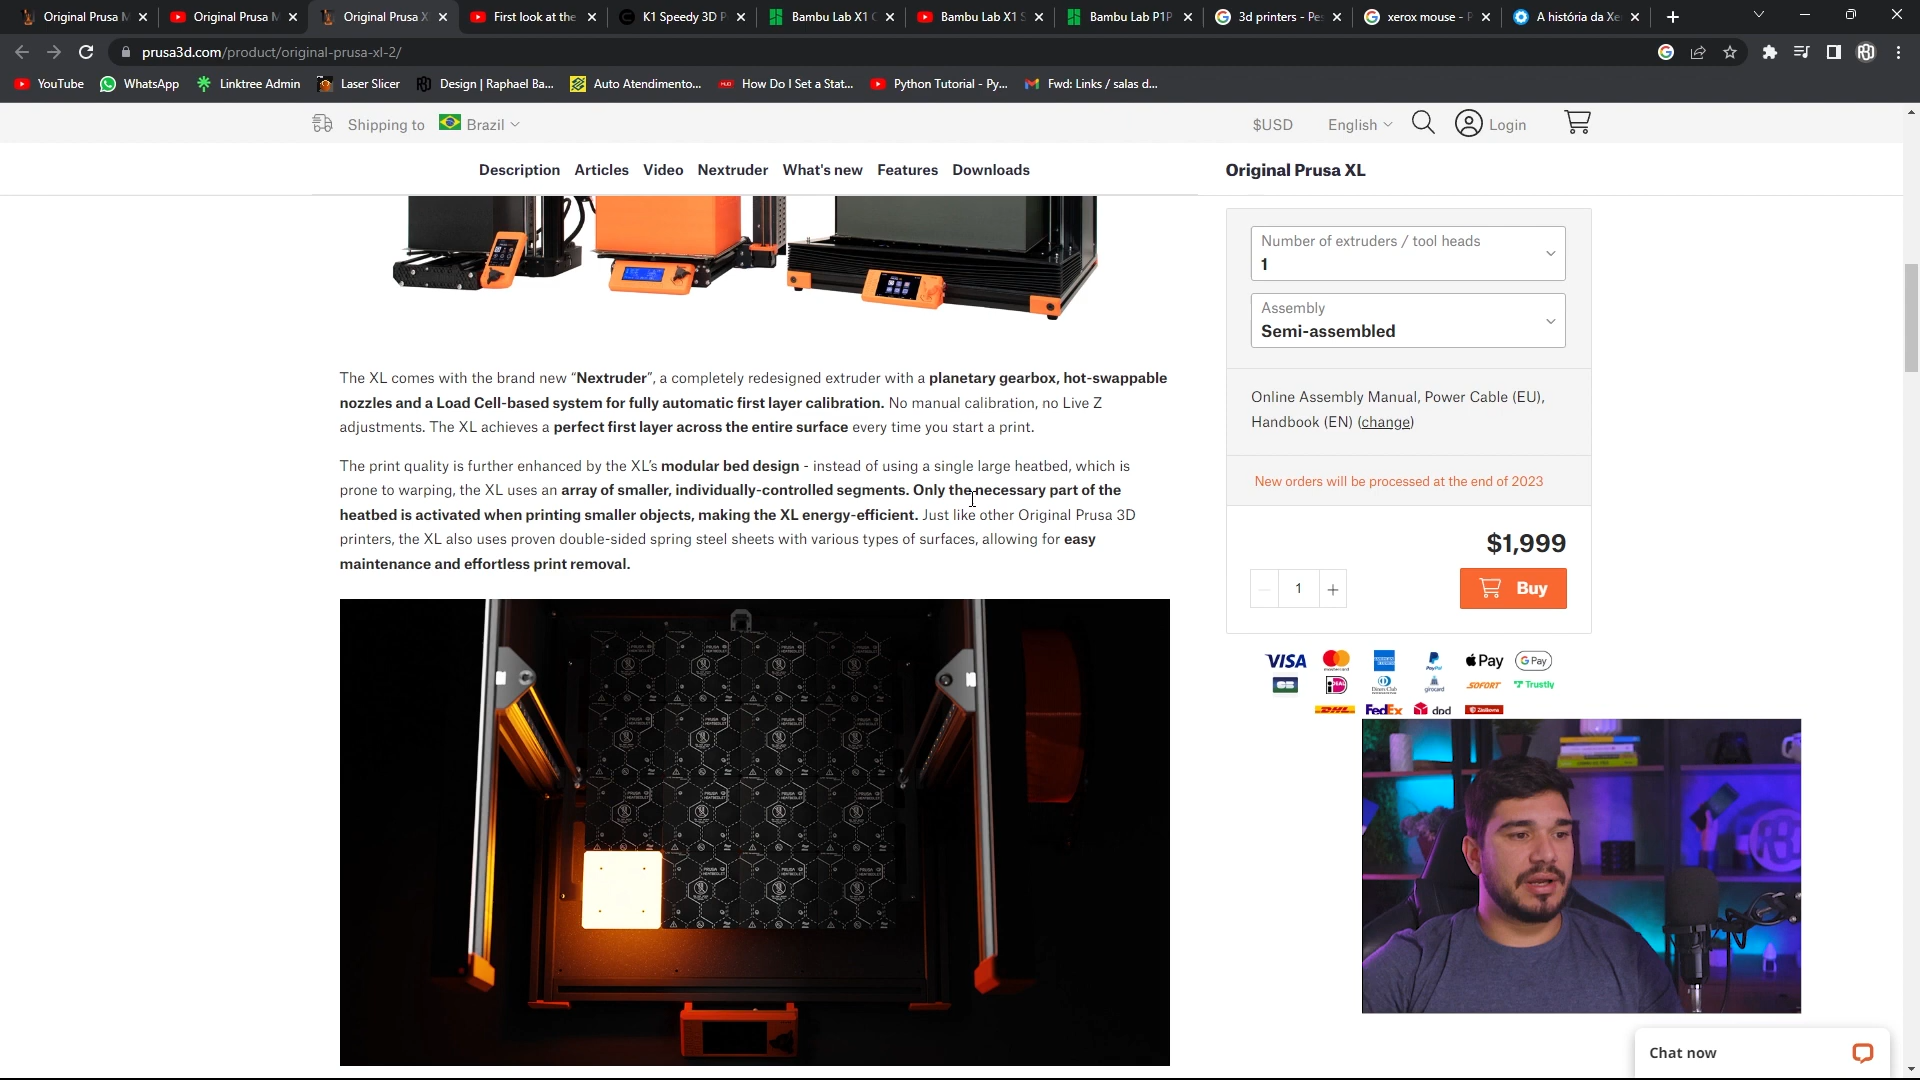 Original Prusa M
Original Prusa M
Original Prusa X
First look at the
K1 Speedy 3D P
Bambu Lab X1 C
Bambu Lab X1 S
Bambu Lab P1P
3d printers - Pe
xerox mouse - P
A história da Xe
prusa3d.com/product/original-prusa-xl-2/
YouTube
WhatsApp
Linktree Admin
Laser Slicer
Design | Raphael Ba...
Auto Atendimento...
How Do I Set a Stat...
Python Tutorial - Py...
Fwd: Links / salas d...
Shipping to Brazil
$USD English Login
Description Articles Video Nextruder What's new Features Downloads
Original Prusa XL
Number of extruders / tool heads
1
Assembly
Semi-assembled
Online Assembly Manual, Power Cable (EU),
Handbook (EN) (change)
New orders will be processed at the end of 2023
$1,999
1
Buy
VISA
PayPal
Pay
G Pay
CB
iDEAL
Diners Club
girocard
SOFORT
Trustly
DHL
FedEx
dpd
The XL comes with the brand new "Nextruder", a completely redesigned extruder with a planetary gearbox, hot-swappable
nozzles and a Load Cell-based system for fully automatic first layer calibration. No manual calibration, no Live Z
adjustments. The XL achieves a perfect first layer across the entire surface every time you start a print.
The print quality is further enhanced by the XL's modular bed design - instead of using a single large heatbed, which is
prone to warping, the XL uses an array of smaller, individually-controlled segments. Only the necessary part of the
heatbed is activated when printing smaller objects, making the XL energy-efficient. Just like other Original Prusa 3D
printers, the XL also uses proven double-sided spring steel sheets with various types of surfaces, allowing for easy
maintenance and effortless print removal.
Chat now